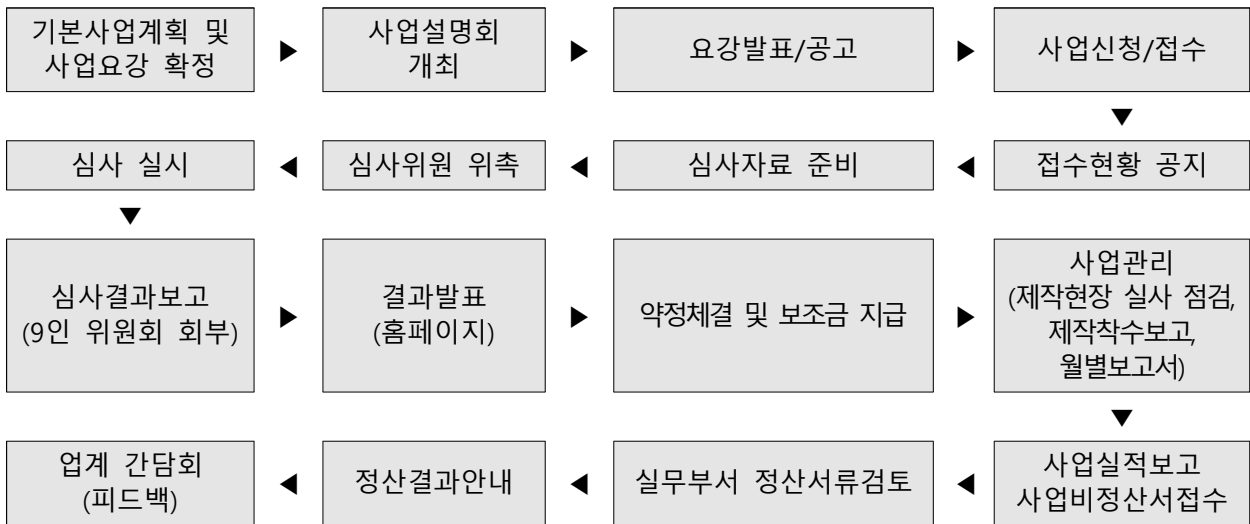 기본사업계획 및
사업요강 확정
▶
사업설명회
개최
▶
요강발표/공고
▶
사업신청/접수
▼
접수현황 공지
◀
심사자료 준비
◀
심사위원 위촉
◀
심사 실시
▼
심사결과보고
(9인 위원회 회부)
▶
결과발표
(홈페이지)
▶
약정체결 및 보조금 지급
▶
사업관리
(제작현장 실사 점검,
제작착수보고,
월별보고서)
▼
사업실적보고
사업비정산서접수
◀
실무부서 정산서류검토
◀
정산결과안내
◀
업계 간담회
(피드백)